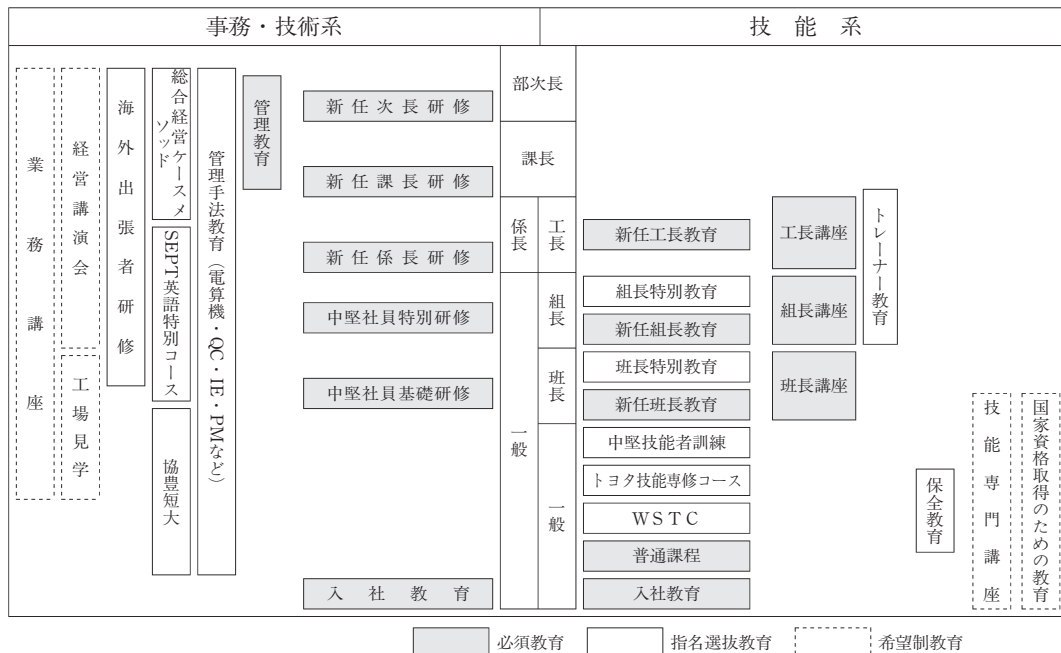 事務・技術系
技能系
業務講座
経営講演会
工場見学
海外出張者研修
総合経営ケースメ
ソッド
SEPT英語特別コース
協豊短大
管理手法教育（電算機・QC・IE・PMなど）
管理教育
新任次長研修
新任課長研修
新任係長研修
中堅社員特別研修
中堅社員基礎研修
入社教育
部次長
課長
係長
工長
組長
班長
一般
一般
新任工長教育
組長特別教育
新任組長教育
班長特別教育
新任班長教育
中堅技能者訓練
トヨタ技能専修コース
WSTC
普通課程
入社教育
工長講座
組長講座
班長講座
トレーナー教育
保全教育
技能専門講座
国家資格取得のための教育
必須教育
指名選抜教育
希望制教育